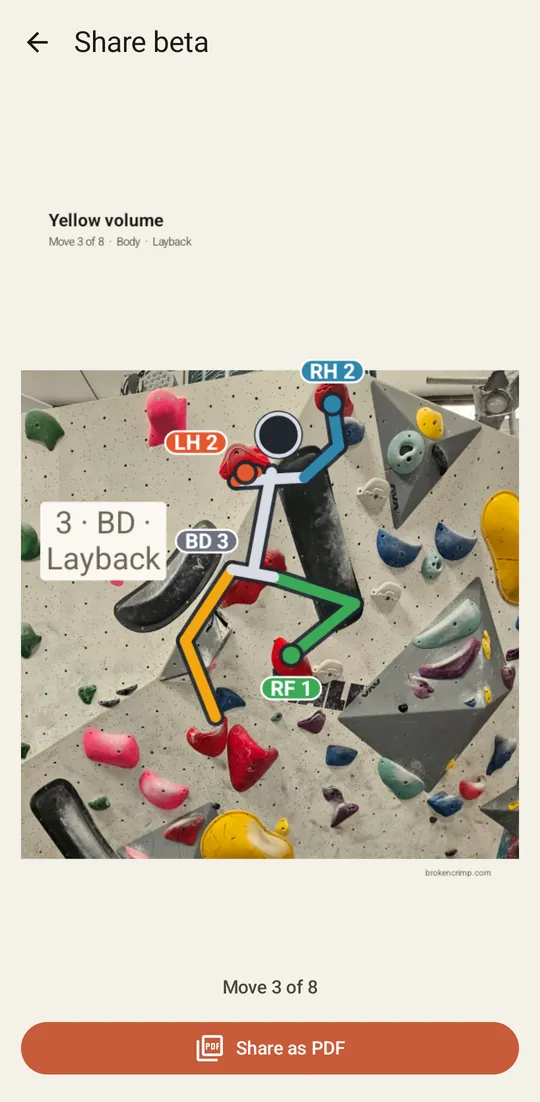 Share beta
Yellow volume
Move 3 of 8 · Body · Layback
RH 2
LH 2
3 · BD ·
Layback
BD 3
RF 1
brokencrimp.com
Move 3 of 8
PDF
Share as PDF